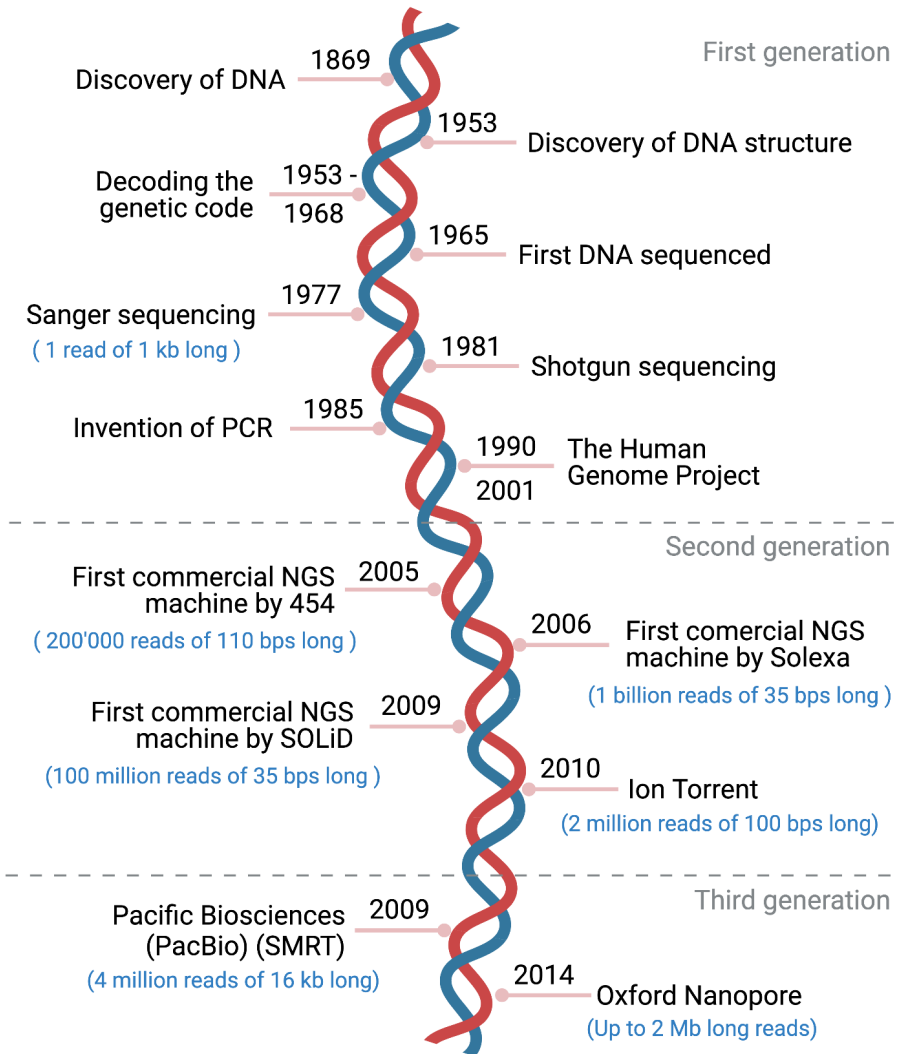 First generation
1869
Discovery of DNA
1953
Discovery of DNA structure
1953 -
1968
Decoding the
genetic code
1965
First DNA sequenced
1977
Sanger sequencing
( 1 read of 1 kb long )
1981
Shotgun sequencing
1985
Invention of PCR
1990
2001
The Human
Genome Project
Second generation
2005
First commercial NGS
machine by 454
( 200'000 reads of 110 bps long )
2006
First comercial NGS
machine by Solexa
(1 billion reads of 35 bps long )
2009
First commercial NGS
machine by SOLiD
(100 million reads of 35 bps long )
2010
Ion Torrent
(2 million reads of 100 bps long)
Third generation
2009
Pacific Biosciences
(PacBio) (SMRT)
(4 million reads of 16 kb long)
2014
Oxford Nanopore
(Up to 2 Mb long reads)